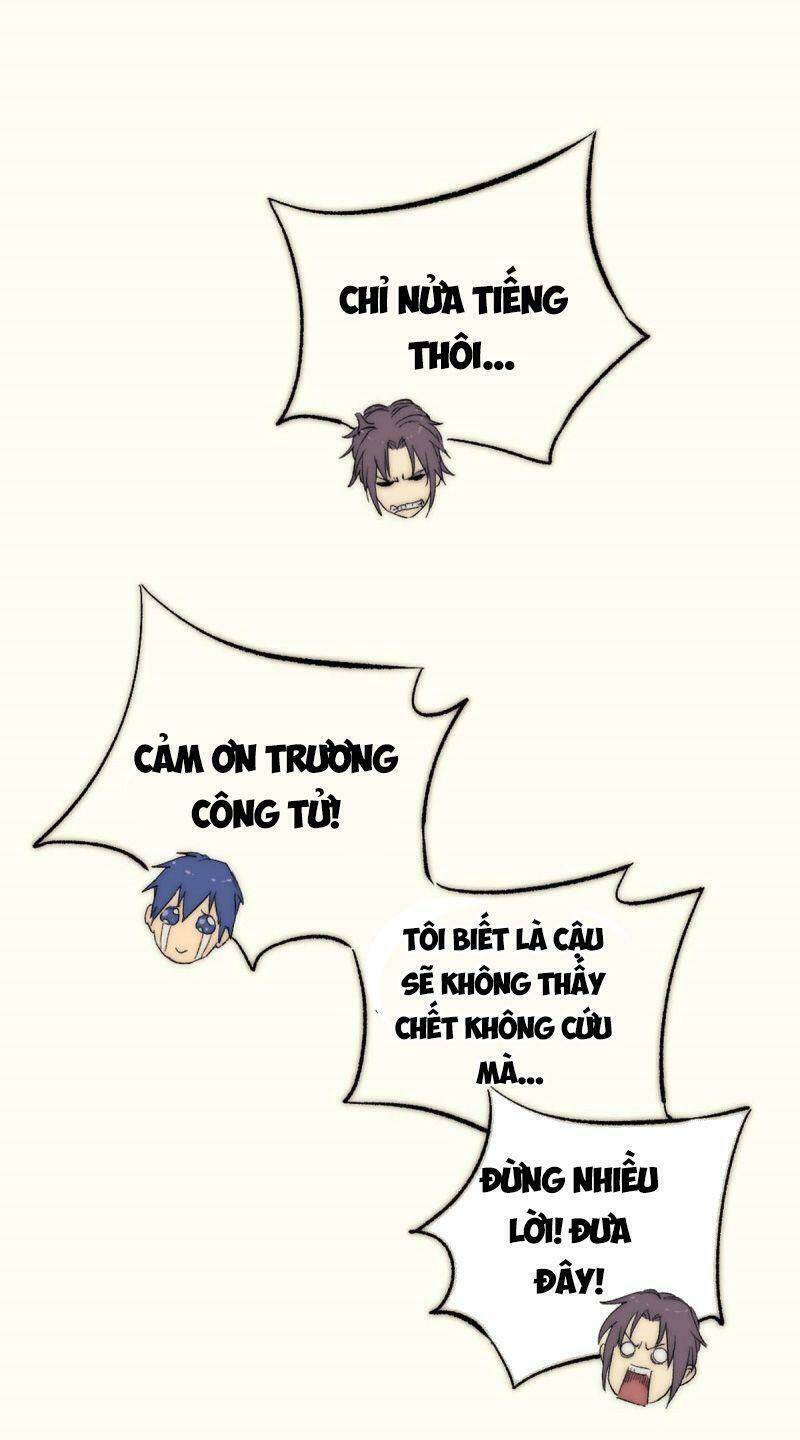 CHỈ NỬA TIẾNG
THÔI...
CẢM ƠN TRƯƠNG
CÔNG TỬ!
TÔI BIẾT LÀ CẬU
SẼ KHÔNG THẤY
CHẾT KHÔNG CỨU
MÀ...
ĐỪNG NHIỀU
LỜI! ĐƯA
ĐÂY!